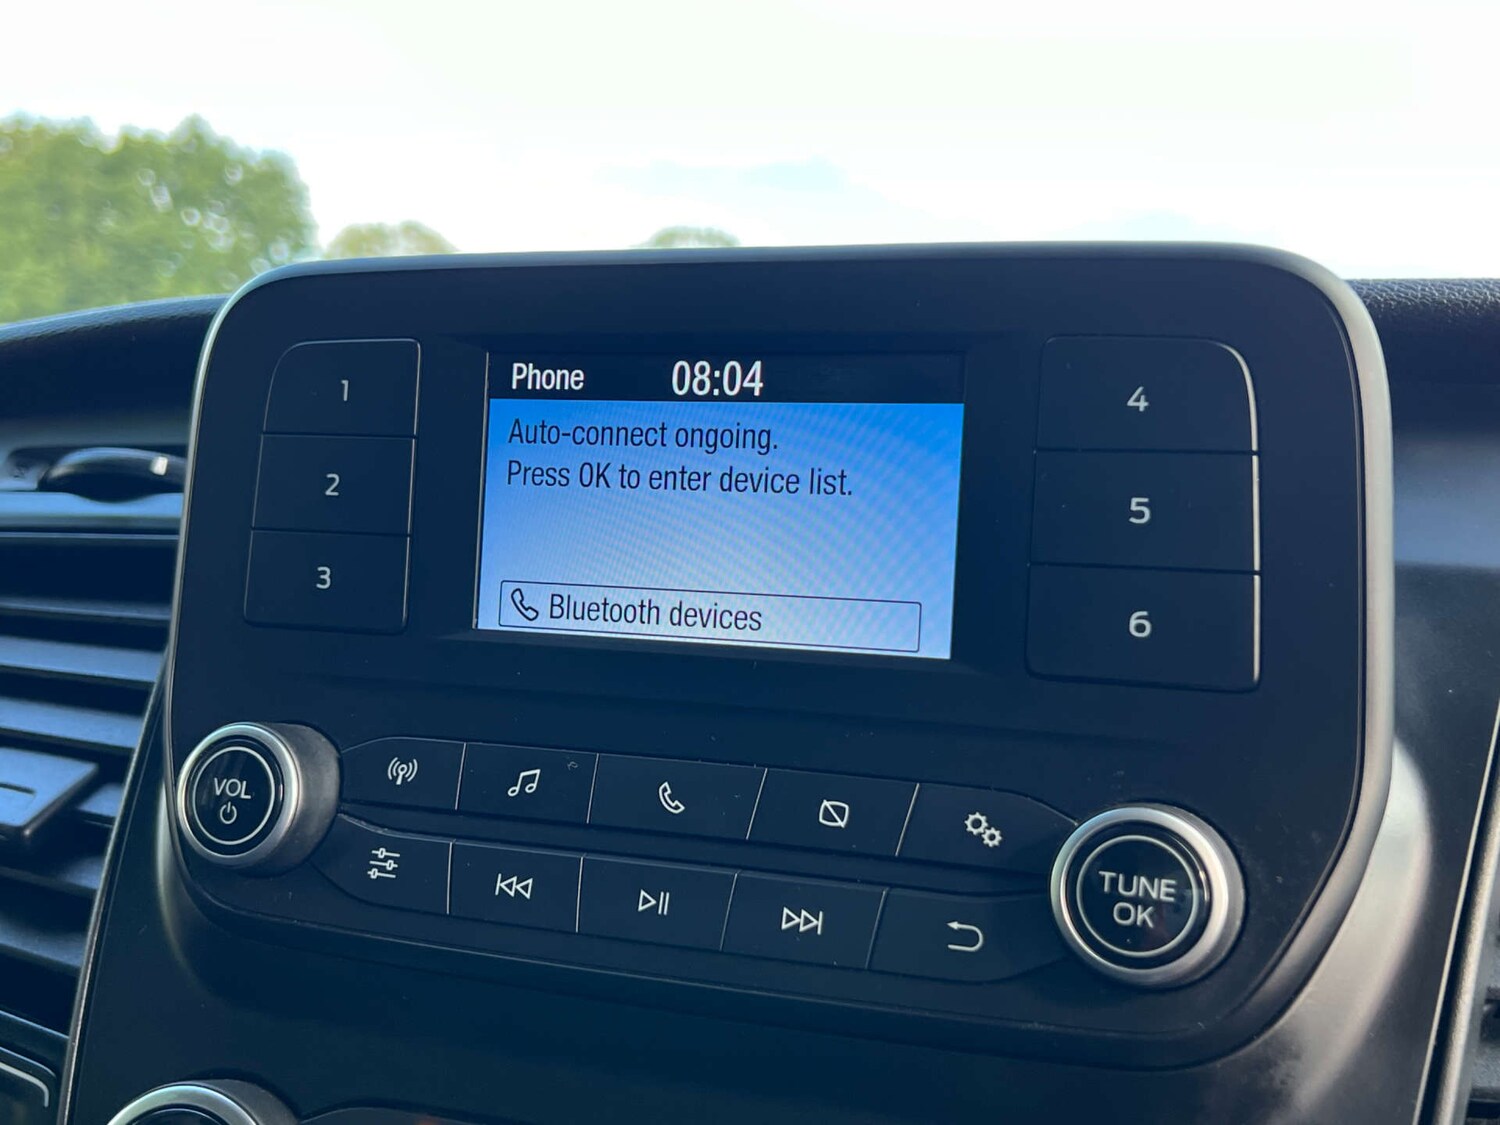 Phone 08:04
Auto-connect ongoing.
Press OK to enter device list.
Bluetooth devices
1
2
3
4
5
6
VOL
TUNE
OK